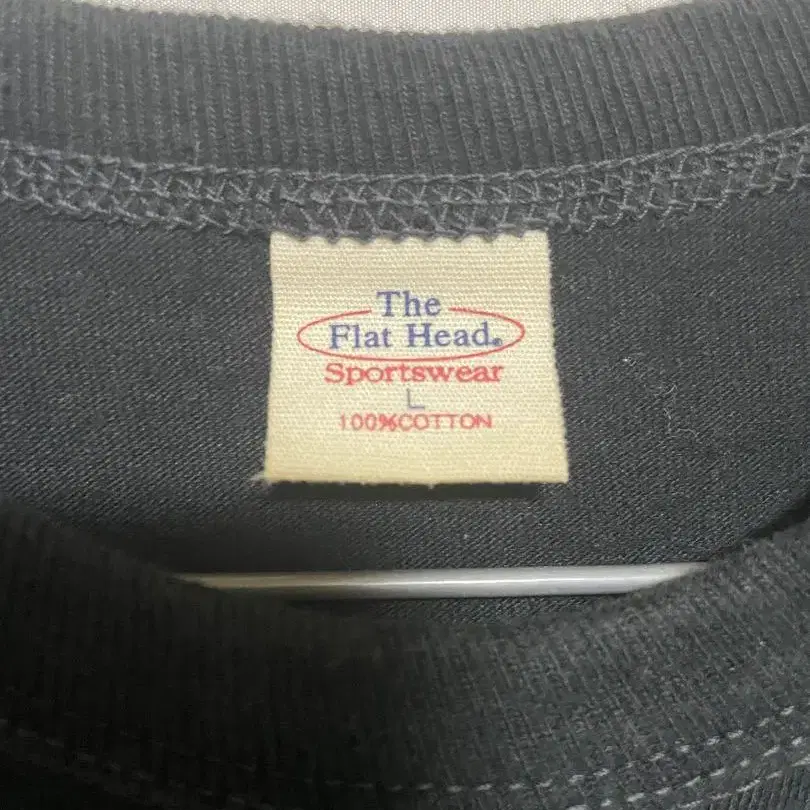 The
Flat Head®
Sportswear
L
100%COTTON